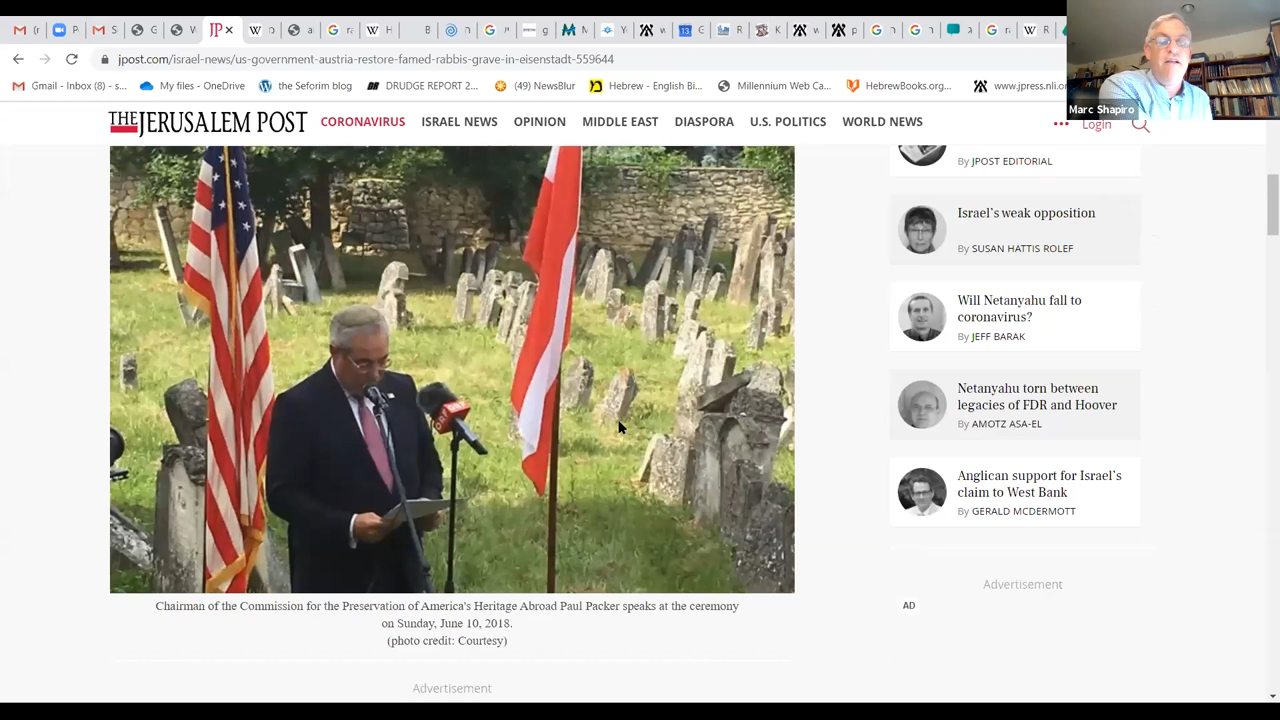 jpost.com/israel-news/us-government-austria-restore-famed-rabbis-grave-in-eisenstadt-559644
Gmail - Inbox (8) - s...
My files - OneDrive
the Seforim blog
DRUDGE REPORT 2...
(49) NewsBlur
Hebrew - English Bi...
Millennium Web Ca...
HebrewBooks.org...
www.jpress.nli.o
Marc Shapiro
THE JERUSALEM POST
CORONAVIRUS
ISRAEL NEWS
OPINION
MIDDLE EAST
DIASPORA
U.S. POLITICS
WORLD NEWS
Login
By JPOST EDITORIAL
Israel's weak opposition
By SUSAN HATTIS ROLEF
Will Netanyahu fall to
coronavirus?
By JEFF BARAK
Netanyahu torn between
legacies of FDR and Hoover
By AMOTZ ASA-EL
Anglican support for Israel's
claim to West Bank
By GERALD MCDERMOTT
Advertisement
AD
Chairman of the Commission for the Preservation of America's Heritage Abroad Paul Packer speaks at the ceremony
on Sunday, June 10, 2018.
(photo credit: Courtesy)
Advertisement